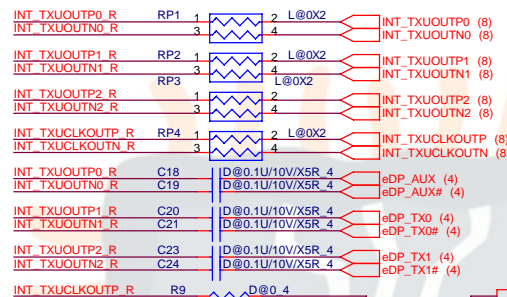 INT_TXUOUTP0_R RP1 1 2 L@0X2 INT_TXUOUTP0 (8)
INT_TXUOUTN0_R 3 4 INT_TXUOUTN0 (8)
INT_TXUOUTP1_R RP2 1 2 L@0X2 INT_TXUOUTP1 (8)
INT_TXUOUTN1_R 3 4 INT_TXUOUTN1 (8)
RP3 L@0X2
INT_TXUOUTP2_R 1 2 INT_TXUOUTP2 (8)
INT_TXUOUTN2_R 3 4 INT_TXUOUTN2 (8)
INT_TXUCLKOUTP_R RP4 1 2 L@0X2 INT_TXUCLKOUTP (8)
INT_TXUCLKOUTN_R 3 4 INT_TXUCLKOUTN (8
INT_TXUOUTP0_R C18 D@0.1U/10V/X5R_4 eDP_AUX (4)
INT_TXUOUTN0_R C19 D@0.1U/10V/X5R_4 eDP_AUX# (4)
INT_TXUOUTP1_R C20 D@0.1U/10V/X5R_4 eDP_TX0 (4)
INT_TXUOUTN1_R C21 D@0.1U/10V/X5R_4 eDP_TX0# (4)
INT_TXUOUTP2_R C23 D@0.1U/10V/X5R_4 eDP_TX1 (4)
INT_TXUOUTN2_R C24 D@0.1U/10V/X5R_4 eDP_TX1# (4)
INT_TXUCLKOUTP_R R9 D@0_4